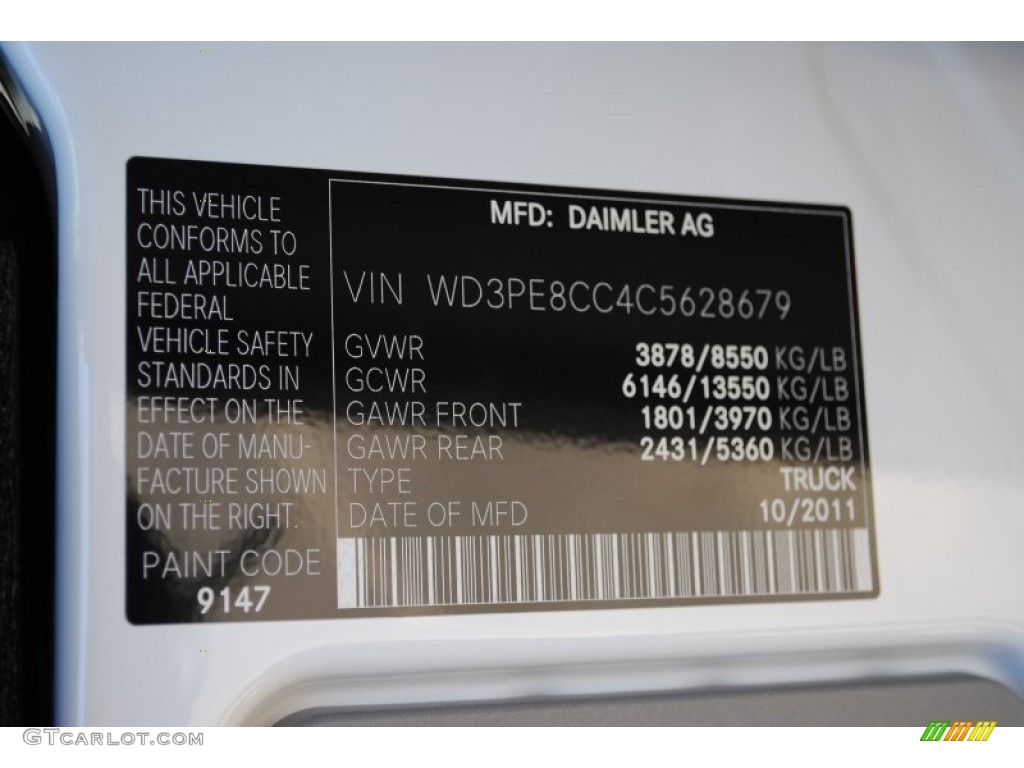 THIS VEHICLE
CONFORMS TO
ALL APPLICABLE
FEDERAL
VEHICLE SAFETY
STANDARDS IN
EFFECT ON THE
DATE OF MANU-
FACTURE SHOWN
ON THE RIGHT.
PAINT CODE
9147
MFD: DAIMLER AG
VIN WD3PE8CC4C5628679
GVWR 3878/8550 KG/LB
GCWR 6146/13550 KG/LB
GAWR FRONT 1801/3970 KG/LB
GAWR REAR 2431/5360 KG/LB
TYPE TRUCK
DATE OF MFD 10/2011
GTCARLOT.COM